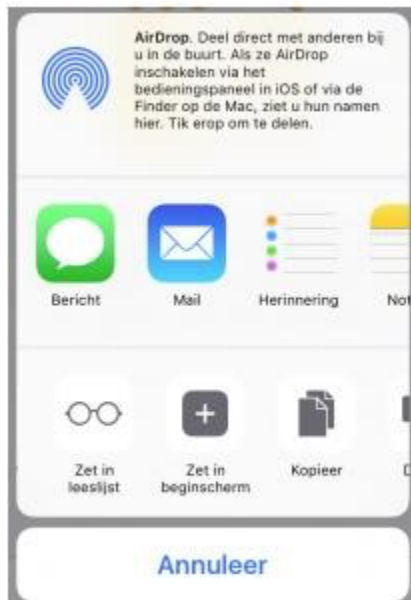 AirDrop. Deel direct met anderen bij
u in de buurt. Als ze AirDrop
inschakelen via het
bedieningspaneel in iOS of via de
Finder op de Mac, ziet u hun namen
hier. Tik erop om te delen.
Bericht
Mail
Herinnering
Not
Zet in
leeslijst
Zet in
beginscherm
Kopieer
Annuleer